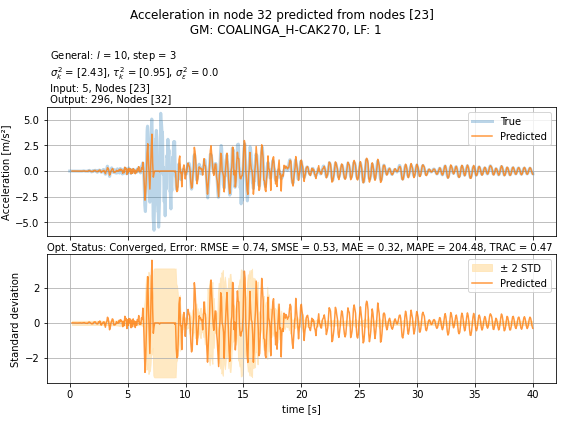 Acceleration in node 32 predicted from nodes [23]
GM: COALINGA_H-CAK270, LF: 1
General: l = 10, step = 3
σ²ₖ = [2.43], τ²ₖ = [0.95], σ²_ε = 0.0
Input: 5, Nodes [23]
Output: 296, Nodes [32]
Acceleration [m/s²]
5.0
2.5
0.0
−2.5
−5.0
True
Predicted
Opt. Status: Converged, Error: RMSE = 0.74, SMSE = 0.53, MAE = 0.32, MAPE = 204.48, TRAC = 0.47
Standard deviation
2
0
−2
± 2 STD
Predicted
0 5 10 15 20 25 30 35 40
time [s]